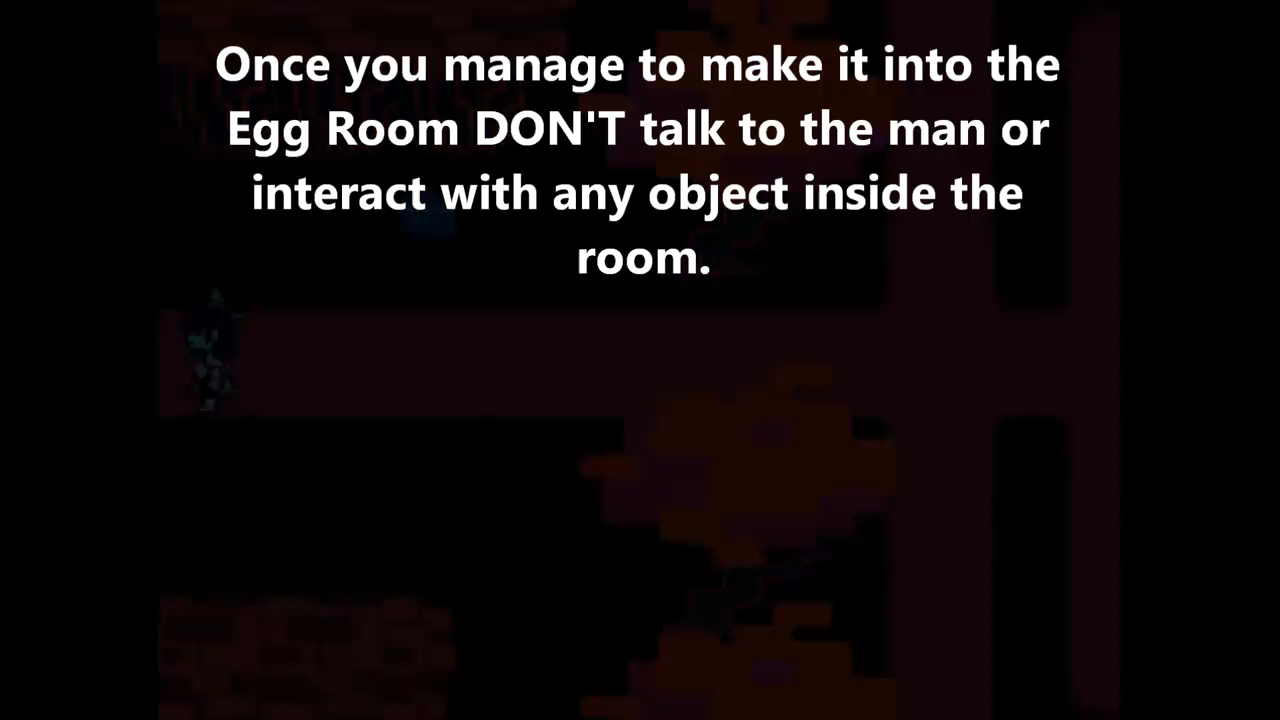 Once you manage to make it into the
Egg Room DON'T talk to the man or
interact with any object inside the
room.